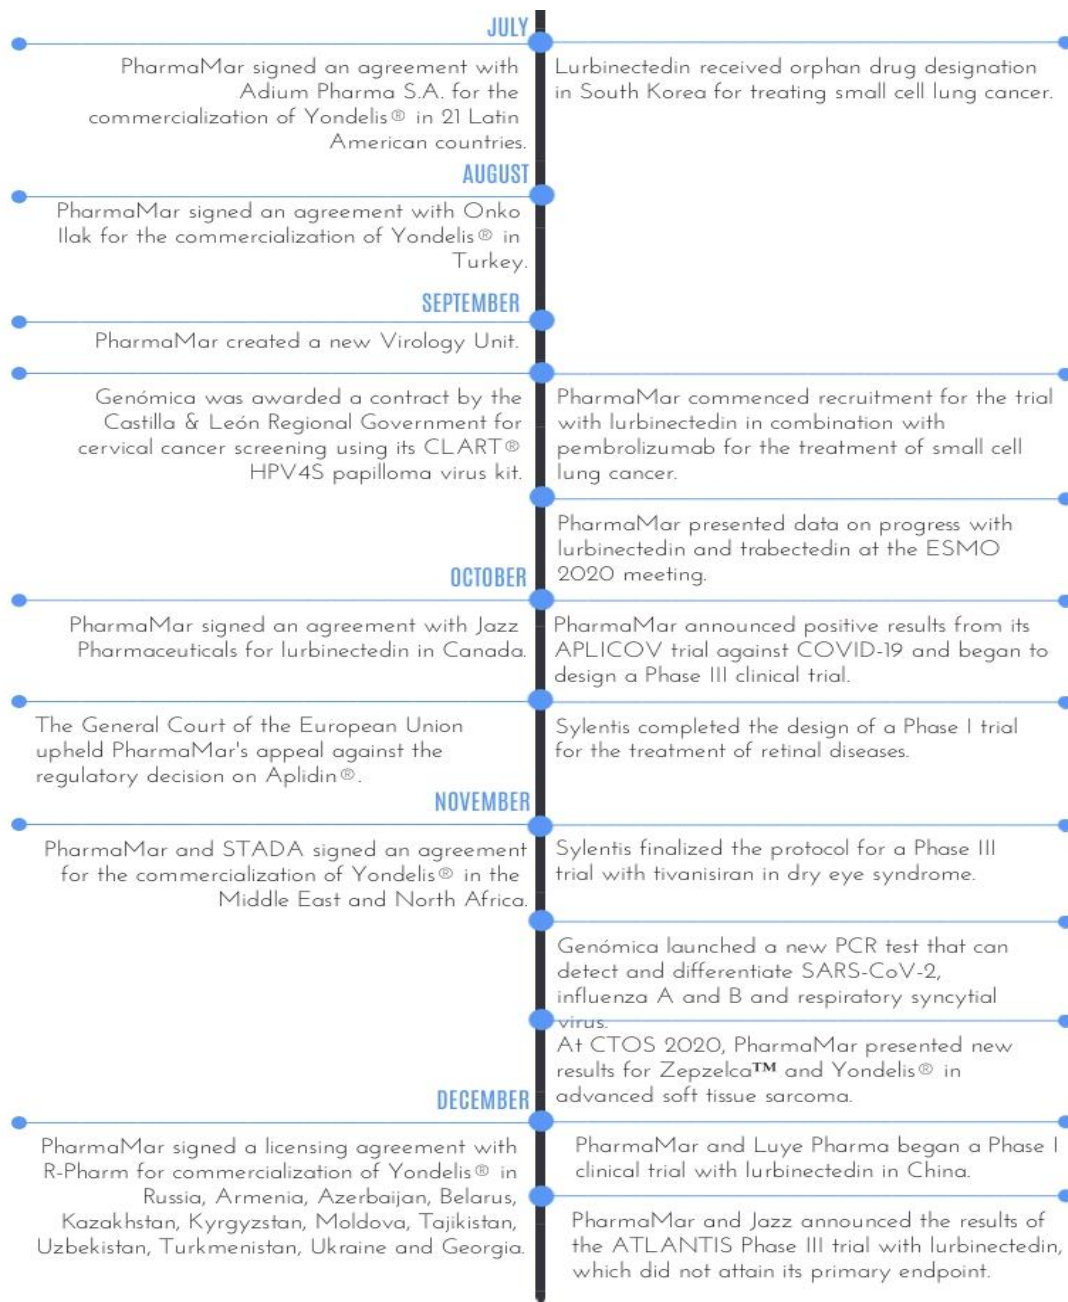 JULY
PharmaMar signed an agreement with
Adium Pharma S.A. for the
commercialization of Yondelis® in 21 Latin
American countries.
Lurbinectedin received orphan drug designation
in South Korea for treating small cell lung cancer.
AUGUST
PharmaMar signed an agreement with Onko
Ilak for the commercialization of Yondelis® in
Turkey.
SEPTEMBER
PharmaMar created a new Virology Unit.
Genómica was awarded a contract by the
Castilla & León Regional Government for
cervical cancer screening using its CLART®
HPV4S papilloma virus kit.
PharmaMar commenced recruitment for the trial
with lurbinectedin in combination with
pembrolizumab for the treatment of small cell
lung cancer.
PharmaMar presented data on progress with
lurbinectedin and trabectedin at the ESMO
2020 meeting.
OCTOBER
PharmaMar signed an agreement with Jazz
Pharmaceuticals for lurbinectedin in Canada.
PharmaMar announced positive results from its
APLICOV trial against COVID-19 and began to
design a Phase III clinical trial.
The General Court of the European Union
upheld PharmaMar's appeal against the
regulatory decision on Aplidin®.
Sylentis completed the design of a Phase I trial
for the treatment of retinal diseases.
NOVEMBER
PharmaMar and STADA signed an agreement
for the commercialization of Yondelis® in the
Middle East and North Africa.
Sylentis finalized the protocol for a Phase III
trial with tivanisiran in dry eye syndrome.
Genómica launched a new PCR test that can
detect and differentiate SARS-CoV-2,
influenza A and B and respiratory syncytial
virus.
At CTOS 2020, PharmaMar presented new
results for Zepzelca™ and Yondelis® in
advanced soft tissue sarcoma.
DECEMBER
PharmaMar signed a licensing agreement with
R-Pharm for commercialization of Yondelis® in
Russia, Armenia, Azerbaijan, Belarus,
Kazakhstan, Kyrgyzstan, Moldova, Tajikistan,
Uzbekistan, Turkmenistan, Ukraine and Georgia.
PharmaMar and Luye Pharma began a Phase I
clinical trial with lurbinectedin in China.
PharmaMar and Jazz announced the results of
the ATLANTIS Phase III trial with lurbinectedin,
which did not attain its primary endpoint.